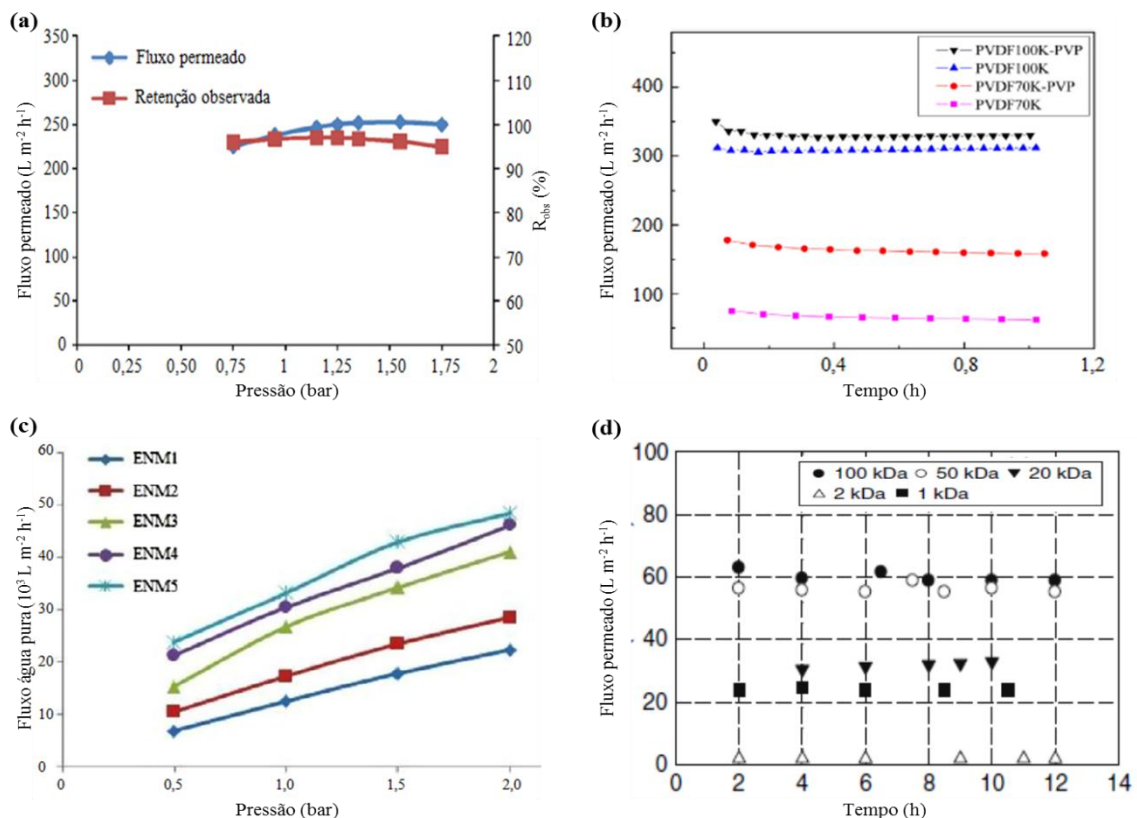 (a)
Fluxo permeado (L m⁻² h⁻¹)
350
300
250
200
150
100
50
0
Fluxo permeado
Retenção observada
120
110
100
90
80
70
60
50
R_obs (%)
0 0,25 0,50 0,75 1 1,15 1,25 1,50 1,75 2
Pressão (bar)
(b)
Fluxo permeado (L m⁻² h⁻¹)
400
300
200
100
PVDF100K-PVP
PVDF100K
PVDF70K-PVP
PVDF70K
0 0,4 0,8 1,2
Tempo (h)
(c)
Fluxo água pura (10³ L m⁻² h⁻¹)
60
50
40
30
20
10
0
ENM1
ENM2
ENM3
ENM4
ENM5
0 0,5 1,0 1,5 2,0
Pressão (bar)
(d)
Fluxo permeado (L m⁻² h⁻¹)
100
80
60
40
20
0
100 kDa 50 kDa 20 kDa
2 kDa 1 kDa
0 2 4 6 8 10 12 14
Tempo (h)